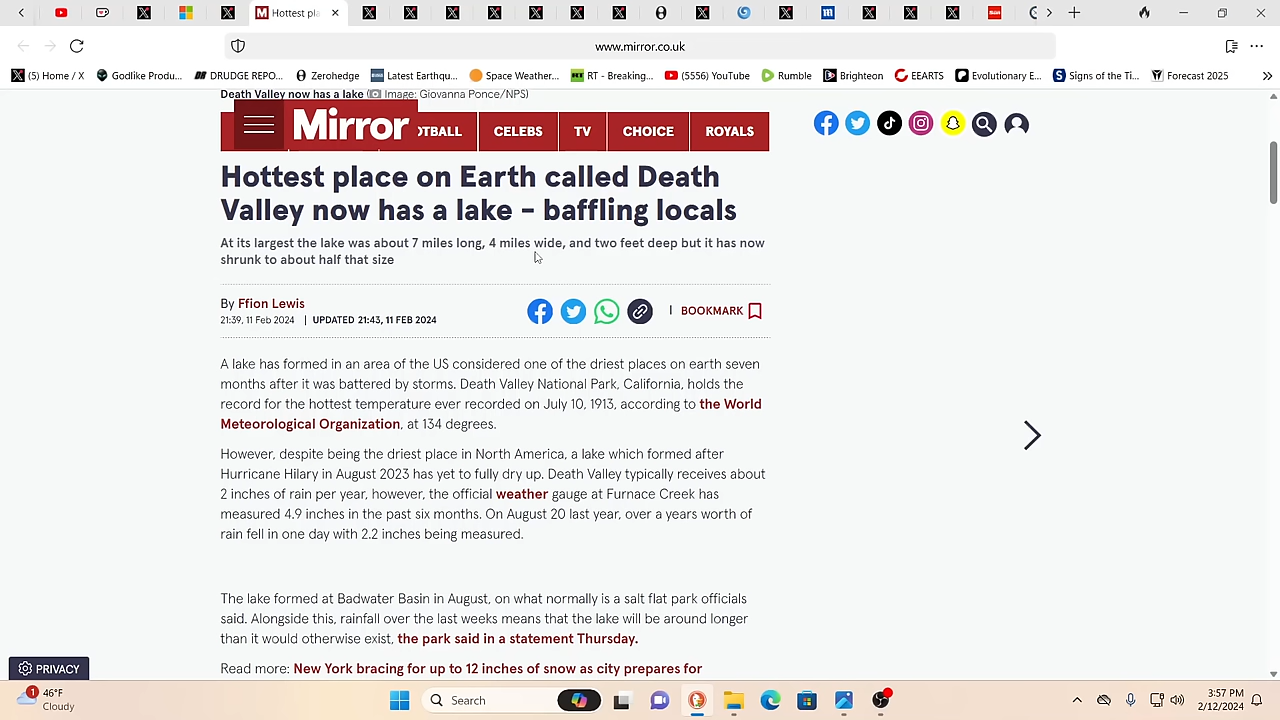 Hottest pl
www.mirror.co.uk
(5) Home / X
Godlike Produ...
DRUDGE REPO...
Zerohedge
Latest Earthqu...
Space Weather...
RT - Breaking...
(5556) YouTube
Rumble
Brighteon
EEARTS
Evolutionary E...
Signs of the Ti...
Forecast 2025
Death Valley now has a lake (Image: Giovanna Ponce/NPS)
Mirror
OTBALL
CELEBS
TV
CHOICE
ROYALS
Hottest place on Earth called Death
Valley now has a lake – baffling locals
At its largest the lake was about 7 miles long, 4 miles wide, and two feet deep but it has now
shrunk to about half that size
By Ffion Lewis
21:39, 11 Feb 2024 | UPDATED 21:43, 11 FEB 2024
| BOOKMARK
A lake has formed in an area of the US considered one of the driest places on earth seven
months after it was battered by storms. Death Valley National Park, California, holds the
record for the hottest temperature ever recorded on July 10, 1913, according to the World
Meteorological Organization, at 134 degrees.
However, despite being the driest place in North America, a lake which formed after
Hurricane Hilary in August 2023 has yet to fully dry up. Death Valley typically receives about
2 inches of rain per year, however, the official weather gauge at Furnace Creek has
measured 4.9 inches in the past six months. On August 20 last year, over a years worth of
rain fell in one day with 2.2 inches being measured.
The lake formed at Badwater Basin in August, on what normally is a salt flat park officials
said. Alongside this, rainfall over the last weeks means that the lake will be around longer
than it would otherwise exist, the park said in a statement Thursday.
Read more: New York bracing for up to 12 inches of snow as city prepares for
PRIVACY
1
46°F
Cloudy
Search
3:57 PM
2/12/2024